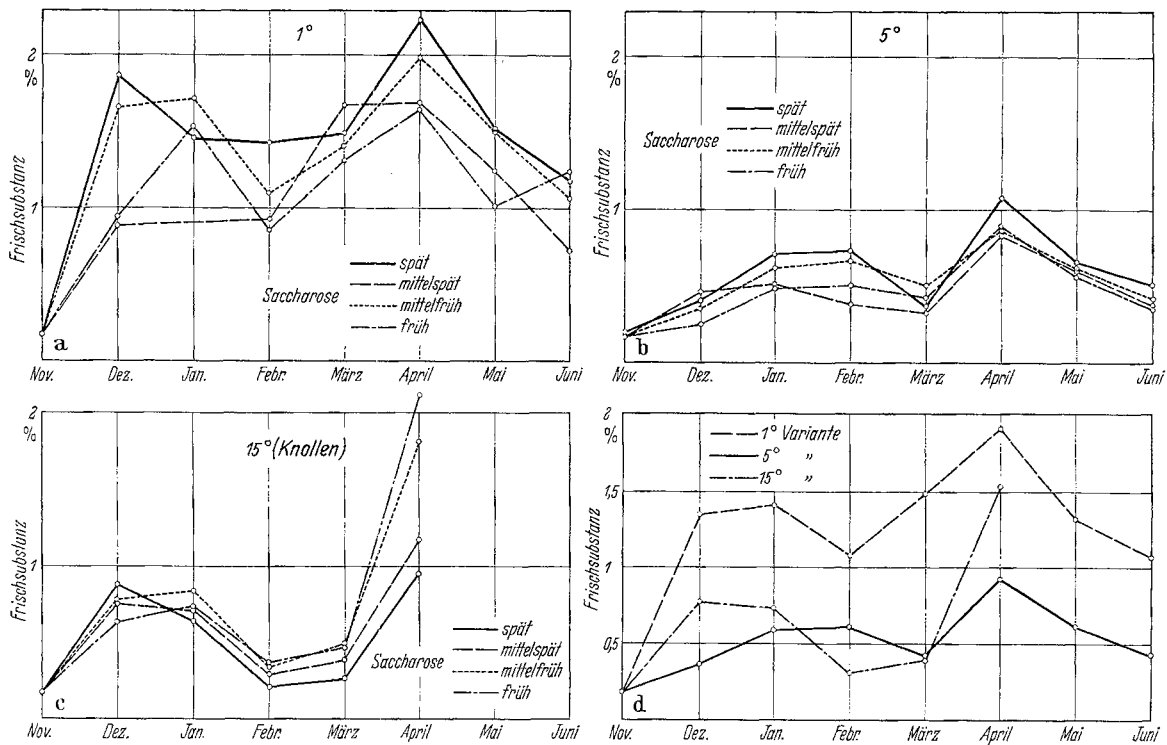 1°
2
%
1
Frischsubstanz
Saccharose
spät
mittelspät
mittelfrüh
früh
a
Nov. Dez. Jan. Febr. März April Mai Juni
5°
2
%
1
Frischsubstanz
Saccharose
spät
mittelspät
mittelfrüh
früh
b
Nov. Dez. Jan. Febr. März April Mai Juni
15° (Knollen)
2
%
1
Frischsubstanz
Saccharose
spät
mittelspät
mittelfrüh
früh
c
Nov. Dez. Jan. Febr. März April Mai Juni
2
%
1,5
1
0,5
Frischsubstanz
1° Variante
5° „
15° „
d
Nov. Dez. Jan. Febr. März April Mai Juni